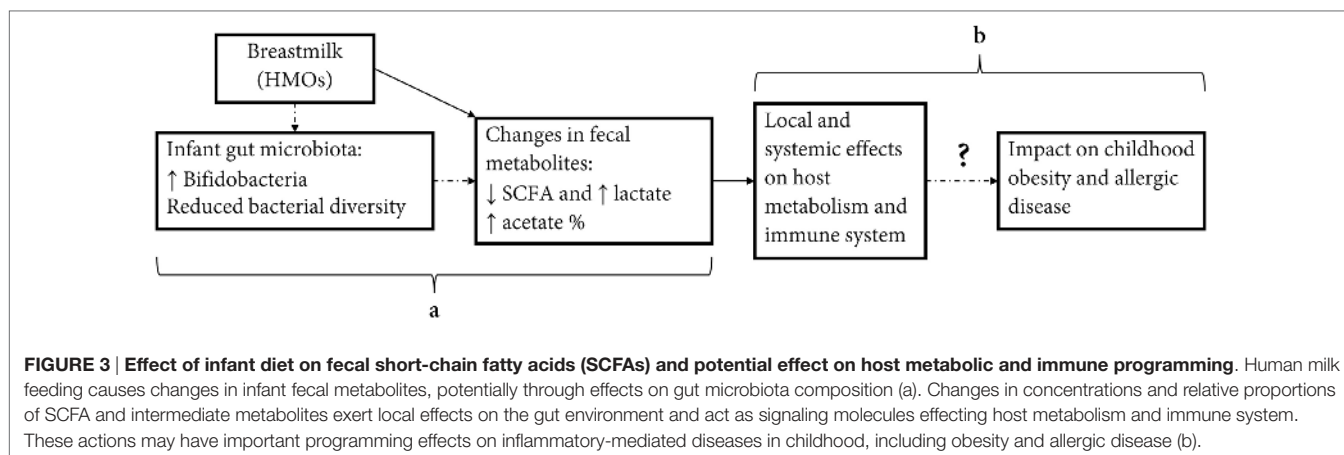 b
Breastmilk
(HMOs)
Infant gut microbiota:
↑ Bifidobacteria
Reduced bacterial diversity
Changes in fecal
metabolites:
↓ SCFA and ↑ lactate
↑ acetate %
Local and
systemic effects
on host
metabolism and
immune system
?
Impact on childhood
obesity and allergic
disease
a
FIGURE 3 | Effect of infant diet on fecal short-chain fatty acids (SCFAs) and potential effect on host metabolic and immune programming. Human milk
feeding causes changes in infant fecal metabolites, potentially through effects on gut microbiota composition (a). Changes in concentrations and relative proportions
of SCFA and intermediate metabolites exert local effects on the gut environment and act as signaling molecules effecting host metabolism and immune system.
These actions may have important programming effects on inflammatory-mediated diseases in childhood, including obesity and allergic disease (b).